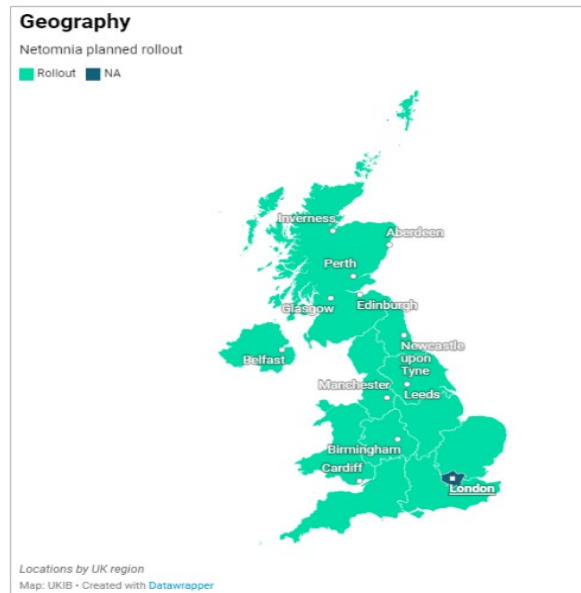 Geography
Netomnia planned rollout
Rollout NA
Inverness
Aberdeen
Perth
Glasgow
Edinburgh
Newcastle
upon
Tyne
Belfast
Manchester
Leeds
Birmingham
Cardiff
London
Locations by UK region
Map: UKIB • Created with Datawrapper